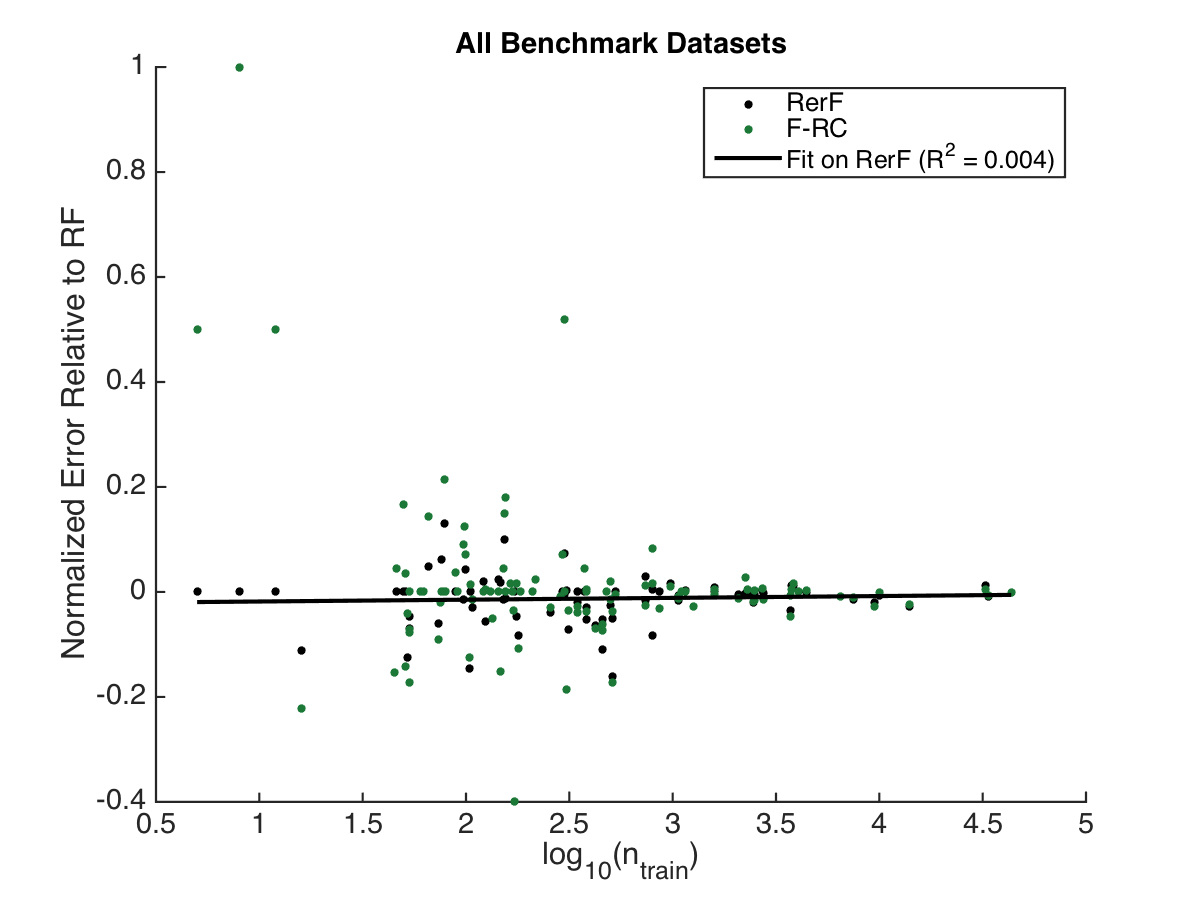 All Benchmark Datasets
RerF
F-RC
Fit on RerF (R² = 0.004)
Normalized Error Relative to RF
1
0.8
0.6
0.4
0.2
0
-0.2
-0.4
0.5 1 1.5 2 2.5 3 3.5 4 4.5 5
log₁₀(n_train)